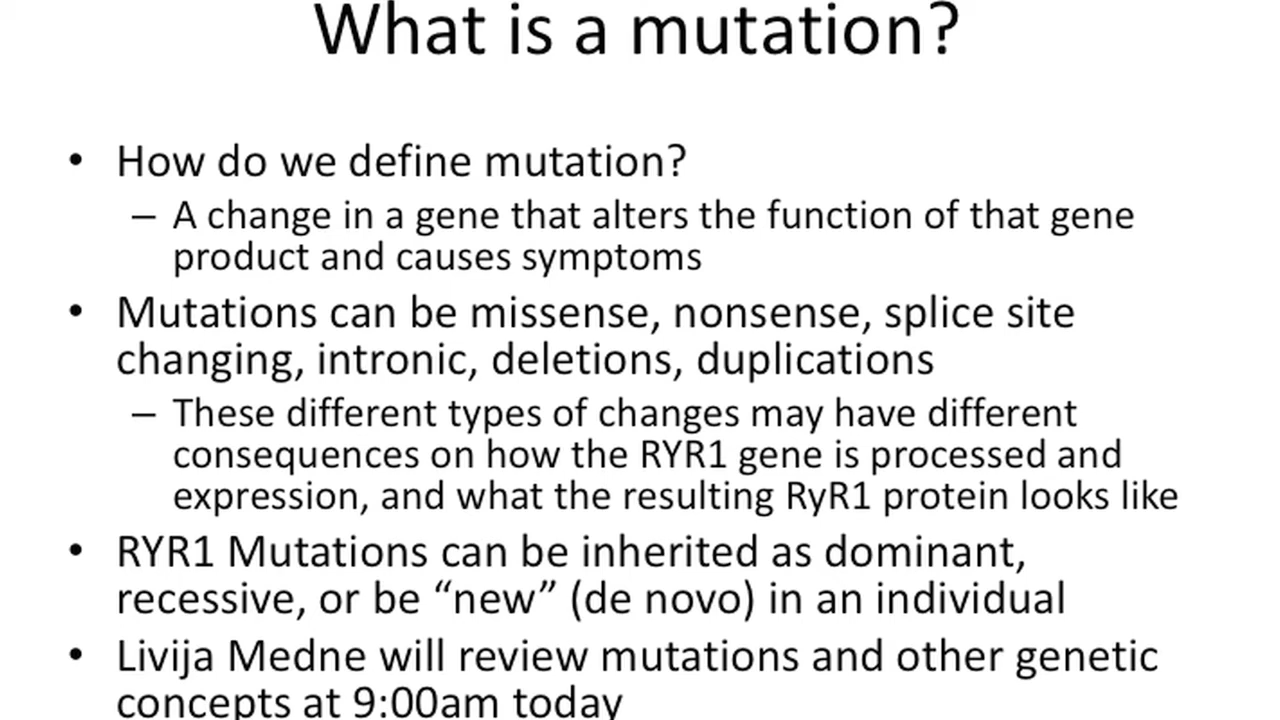 What is a mutation?
• How do we define mutation?
– A change in a gene that alters the function of that gene
product and causes symptoms
• Mutations can be missense, nonsense, splice site
changing, intronic, deletions, duplications
– These different types of changes may have different
consequences on how the RYR1 gene is processed and
expression, and what the resulting RyR1 protein looks like
• RYR1 Mutations can be inherited as dominant,
recessive, or be “new” (de novo) in an individual
• Livija Medne will review mutations and other genetic
concepts at 9:00am today